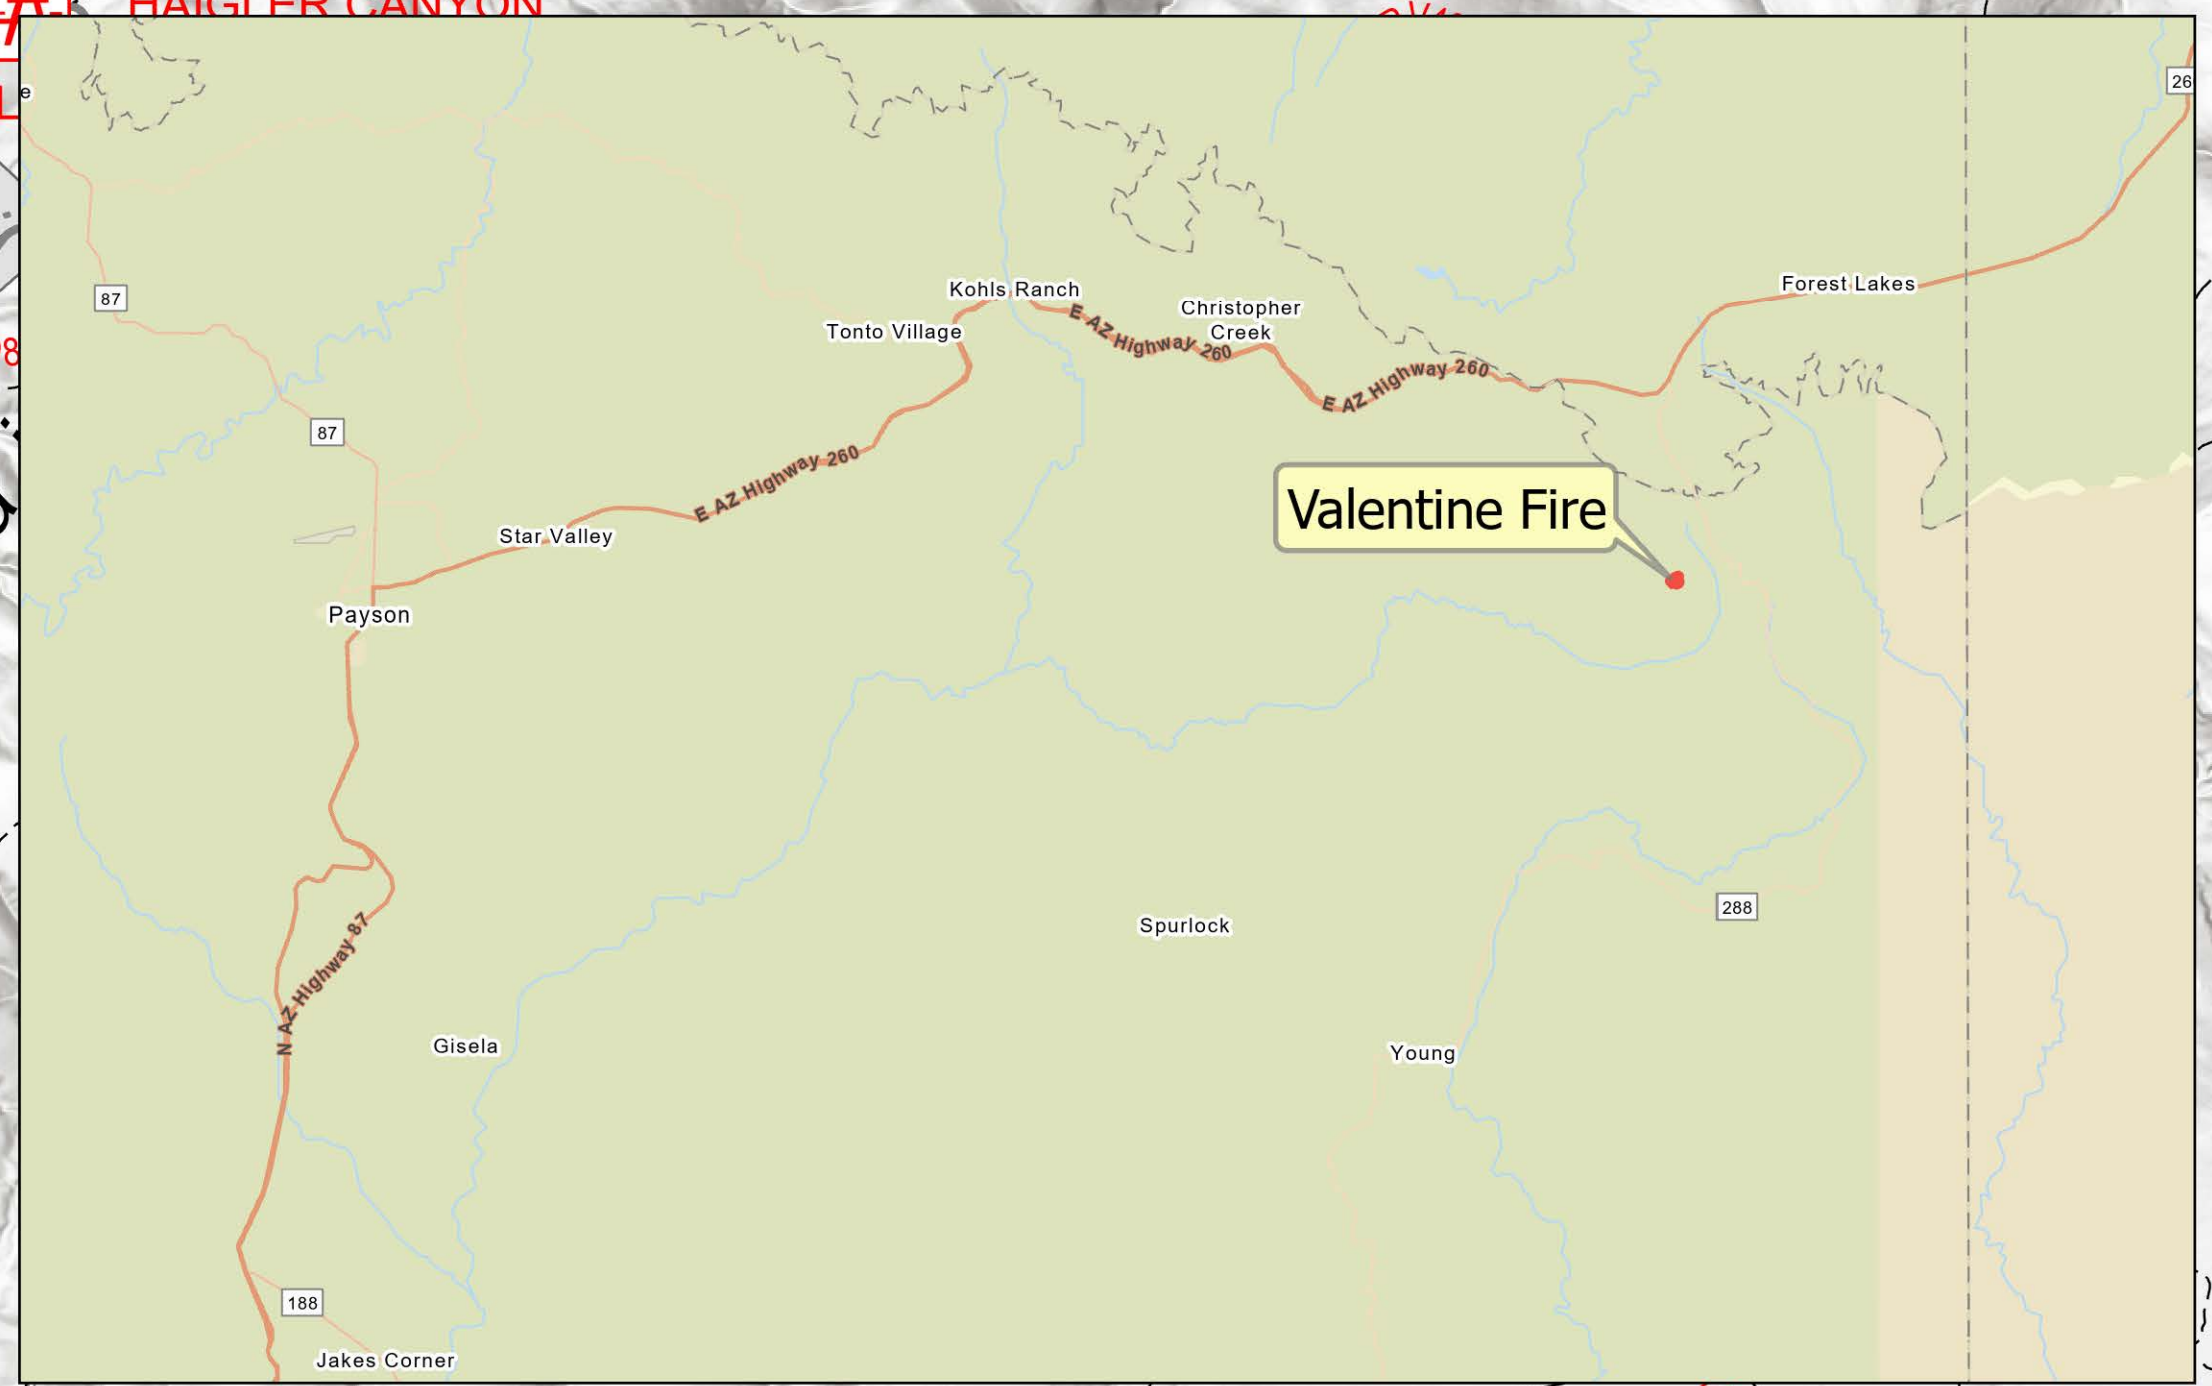 HAIGLER CANYON
e
26
87
Kohls Ranch
Forest Lakes
Christopher
Creek
Tonto Village
E AZ Highway 260
E AZ Highway 260
87
E AZ Highway 260
Valentine Fire
Star Valley
Payson
288
Spurlock
N AZ Highway 87
Gisela
Young
188
Jakes Corner